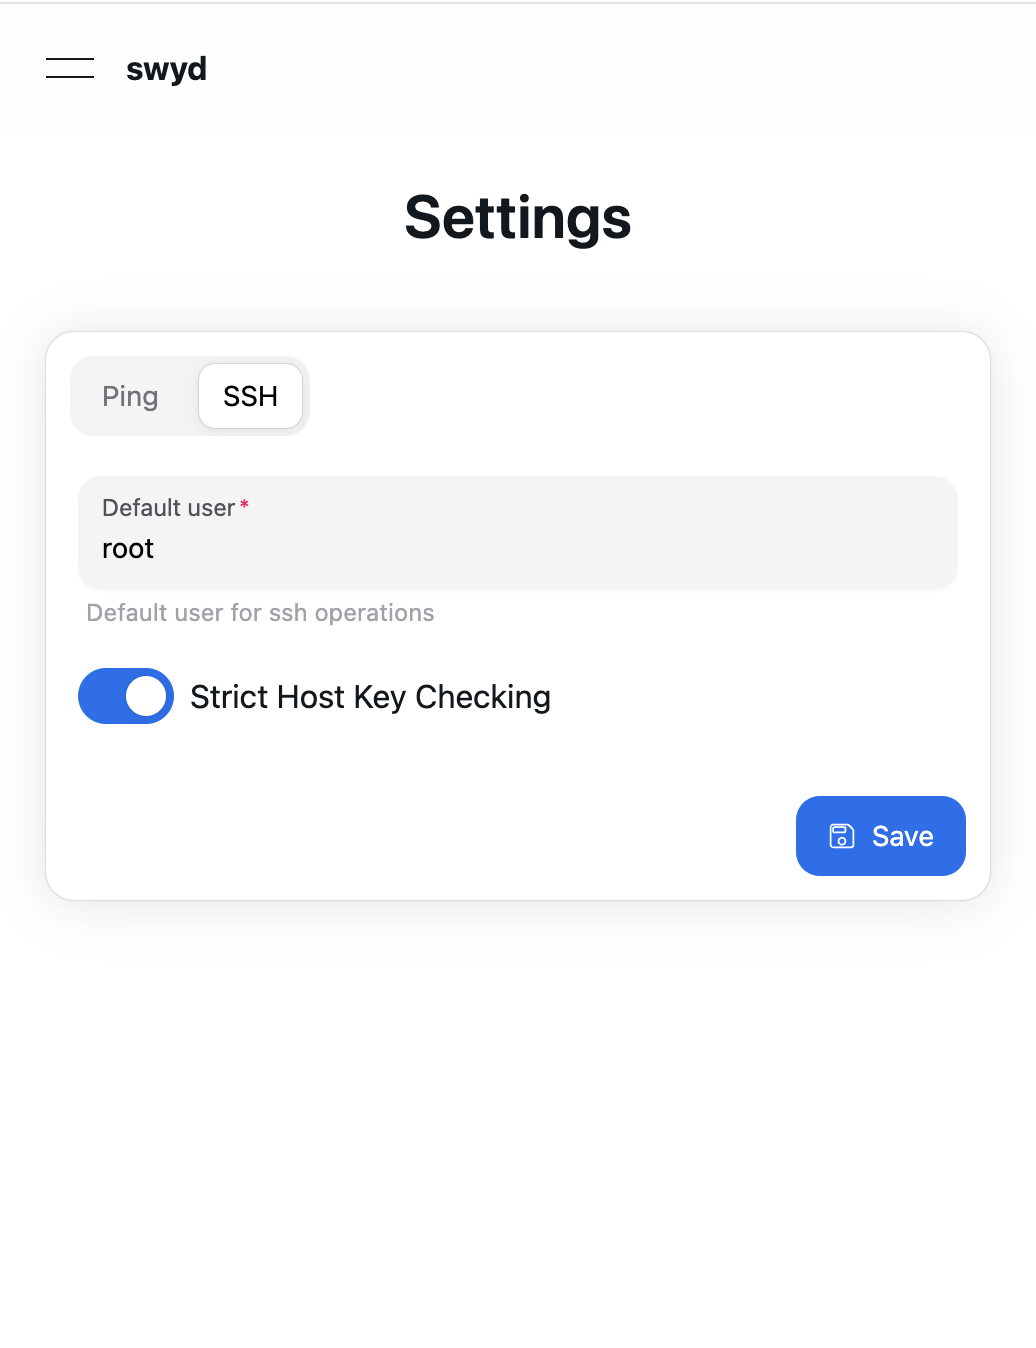 swyd
Settings
Ping SSH
Default user*
root
Default user for ssh operations
Strict Host Key Checking
Save